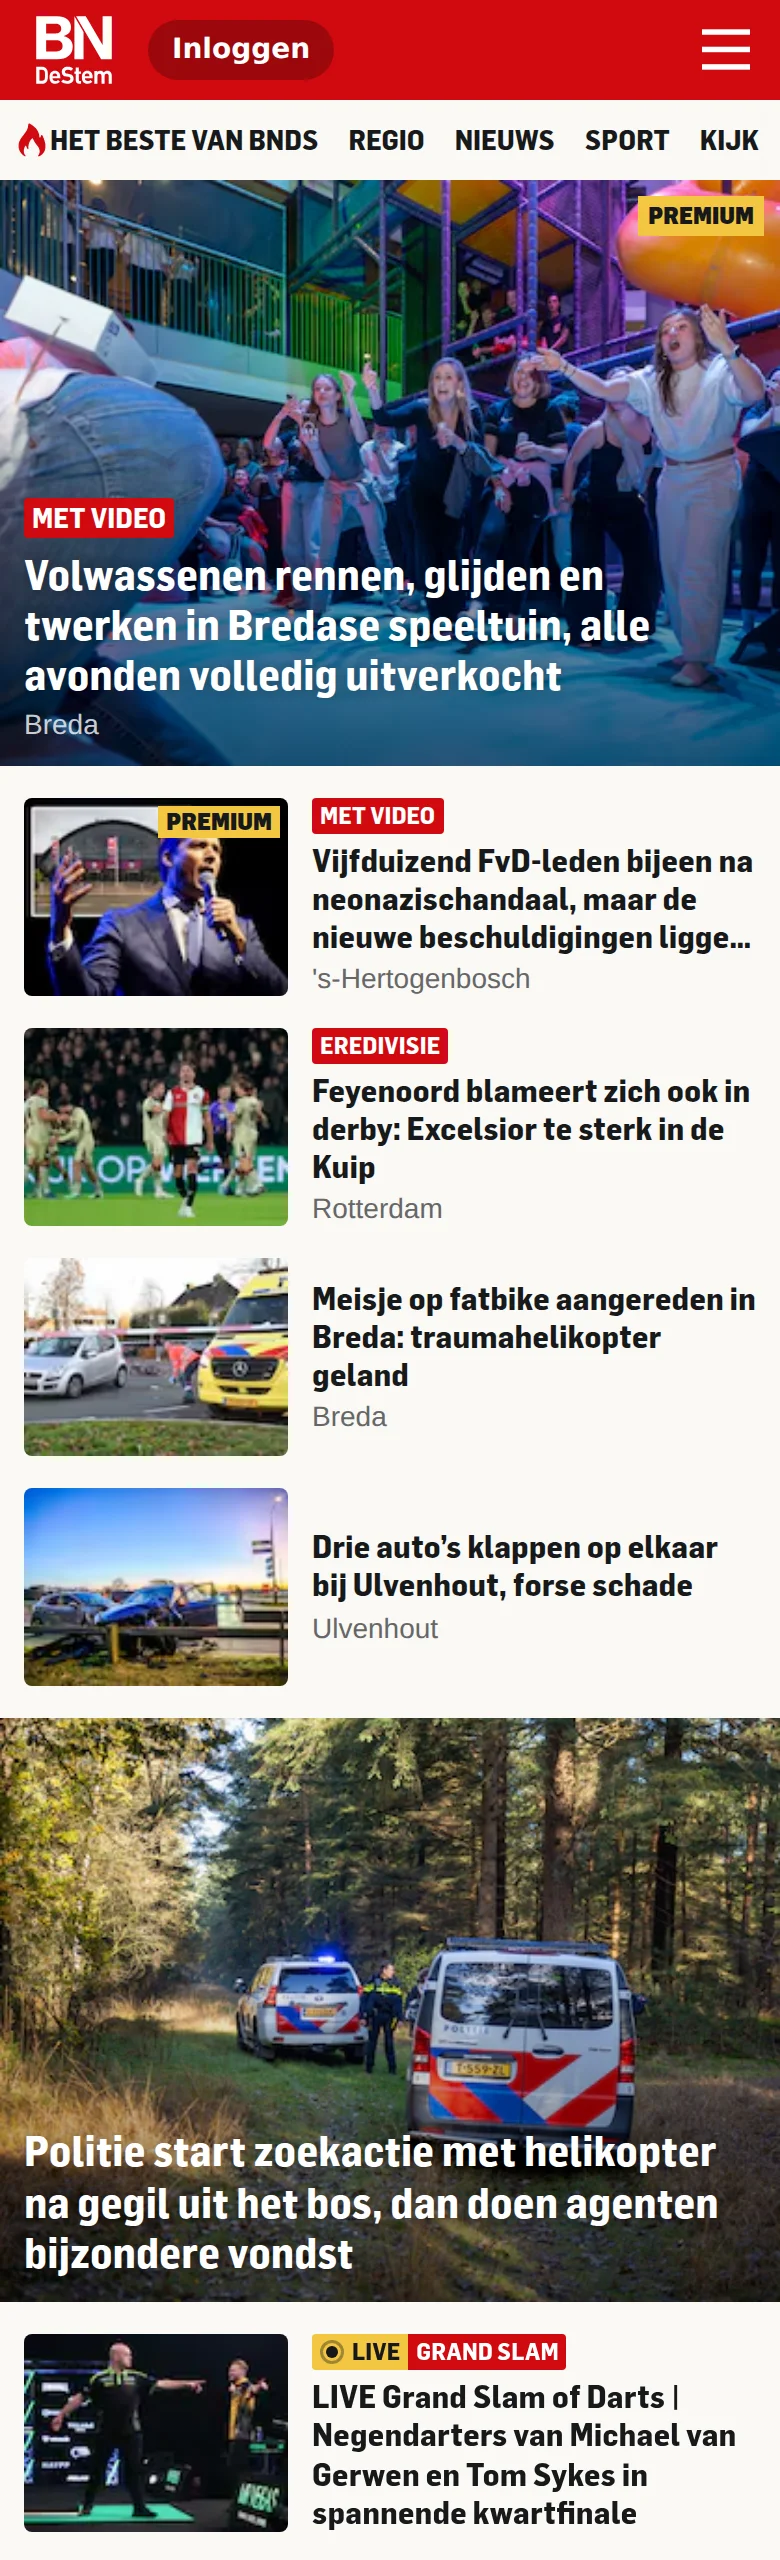 BN
DeStem
Inloggen
HET BESTE VAN BNDS
REGIO
NIEUWS
SPORT
KIJK
PREMIUM
MET VIDEO
Volwassenen rennen, glijden en
twerken in Bredase speeltuin, alle
avonden volledig uitverkocht
Breda
PREMIUM
MET VIDEO
Vijfduizend FvD-leden bijeen na
neonazischandaal, maar de
nieuwe beschuldigingen ligge...
's-Hertogenbosch
EREDIVISIE
Feyenoord blameert zich ook in
derby: Excelsior te sterk in de
Kuip
Rotterdam
Meisje op fatbike aangereden in
Breda: traumahelikopter
geland
Breda
Drie auto’s klappen op elkaar
bij Ulvenhout, forse schade
Ulvenhout
POLITIE
T-559-ZL
Politie start zoekactie met helikopter
na gegil uit het bos, dan doen agenten
bijzondere vondst
LIVE GRAND SLAM
LIVE Grand Slam of Darts |
Negendarters van Michael van
Gerwen en Tom Sykes in
spannende kwartfinale